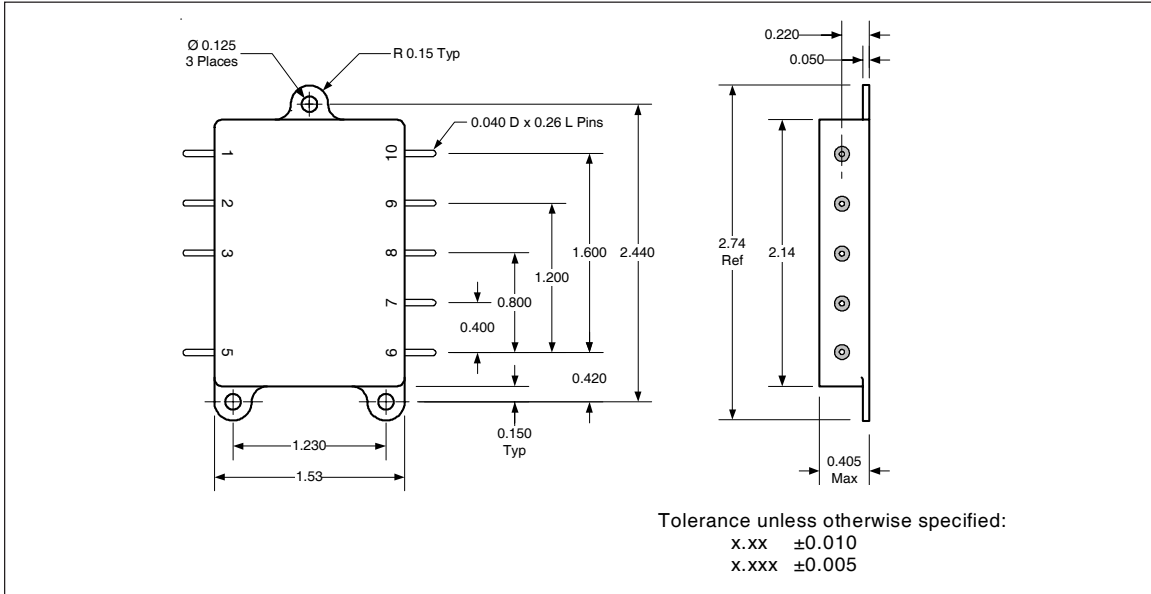 Ø 0.125
3 Places
R 0.15 Typ
0.040 D x 0.26 L Pins
1
2
3
5
10
9
8
7
6
0.400
0.800
1.200
1.600
2.440
0.420
0.150
Typ
1.230
1.53
0.220
0.050
2.74
Ref
2.14
0.405
Max
Tolerance unless otherwise specified:
x.xx ±0.010
x.xxx ±0.005